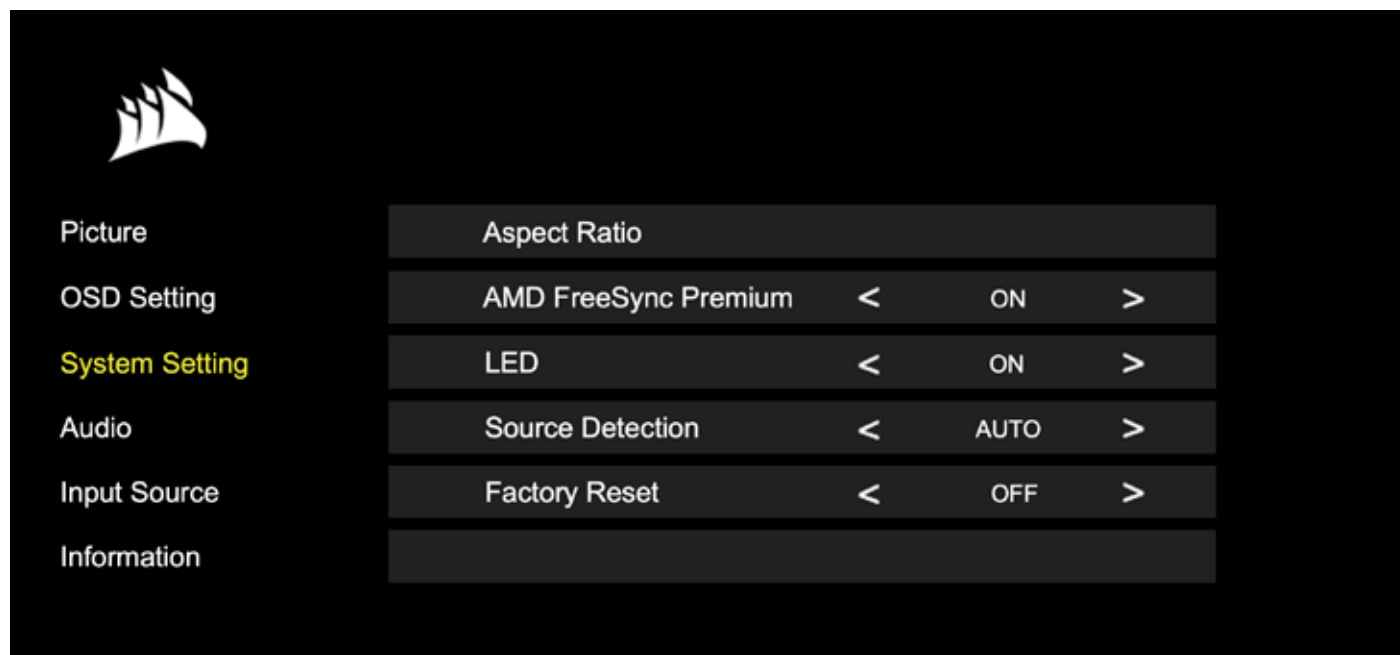 Picture
Aspect Ratio
OSD Setting
AMD FreeSync Premium < ON >
System Setting
LED < ON >
Audio
Source Detection < AUTO >
Input Source
Factory Reset < OFF >
Information